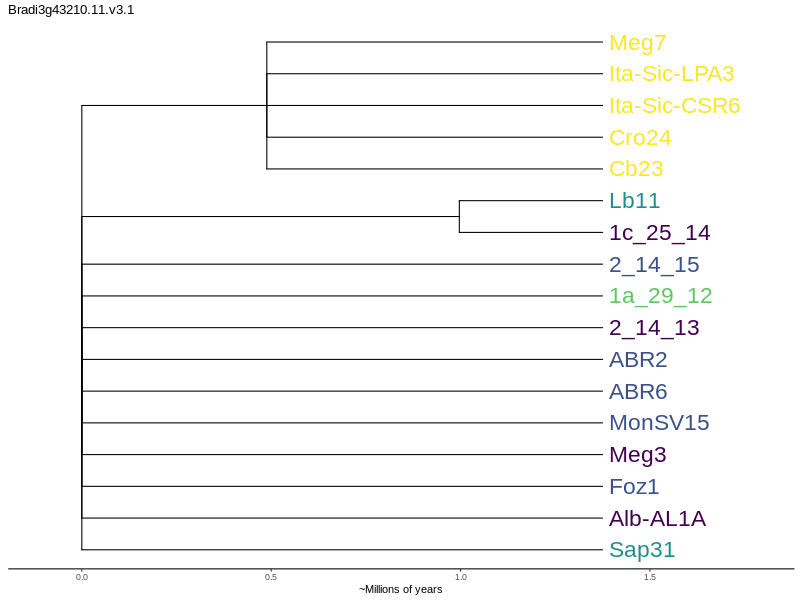 Bradi3g43210.11.v3.1
Meg7
Ita-Sic-LPA3
Ita-Sic-CSR6
Cro24
Cb23
Lb11
1c_25_14
2_14_15
1a_29_12
2_14_13
ABR2
ABR6
MonSV15
Meg3
Foz1
Alb-AL1A
Sap31
0.0 0.5 1.0 1.5
~Millions of years